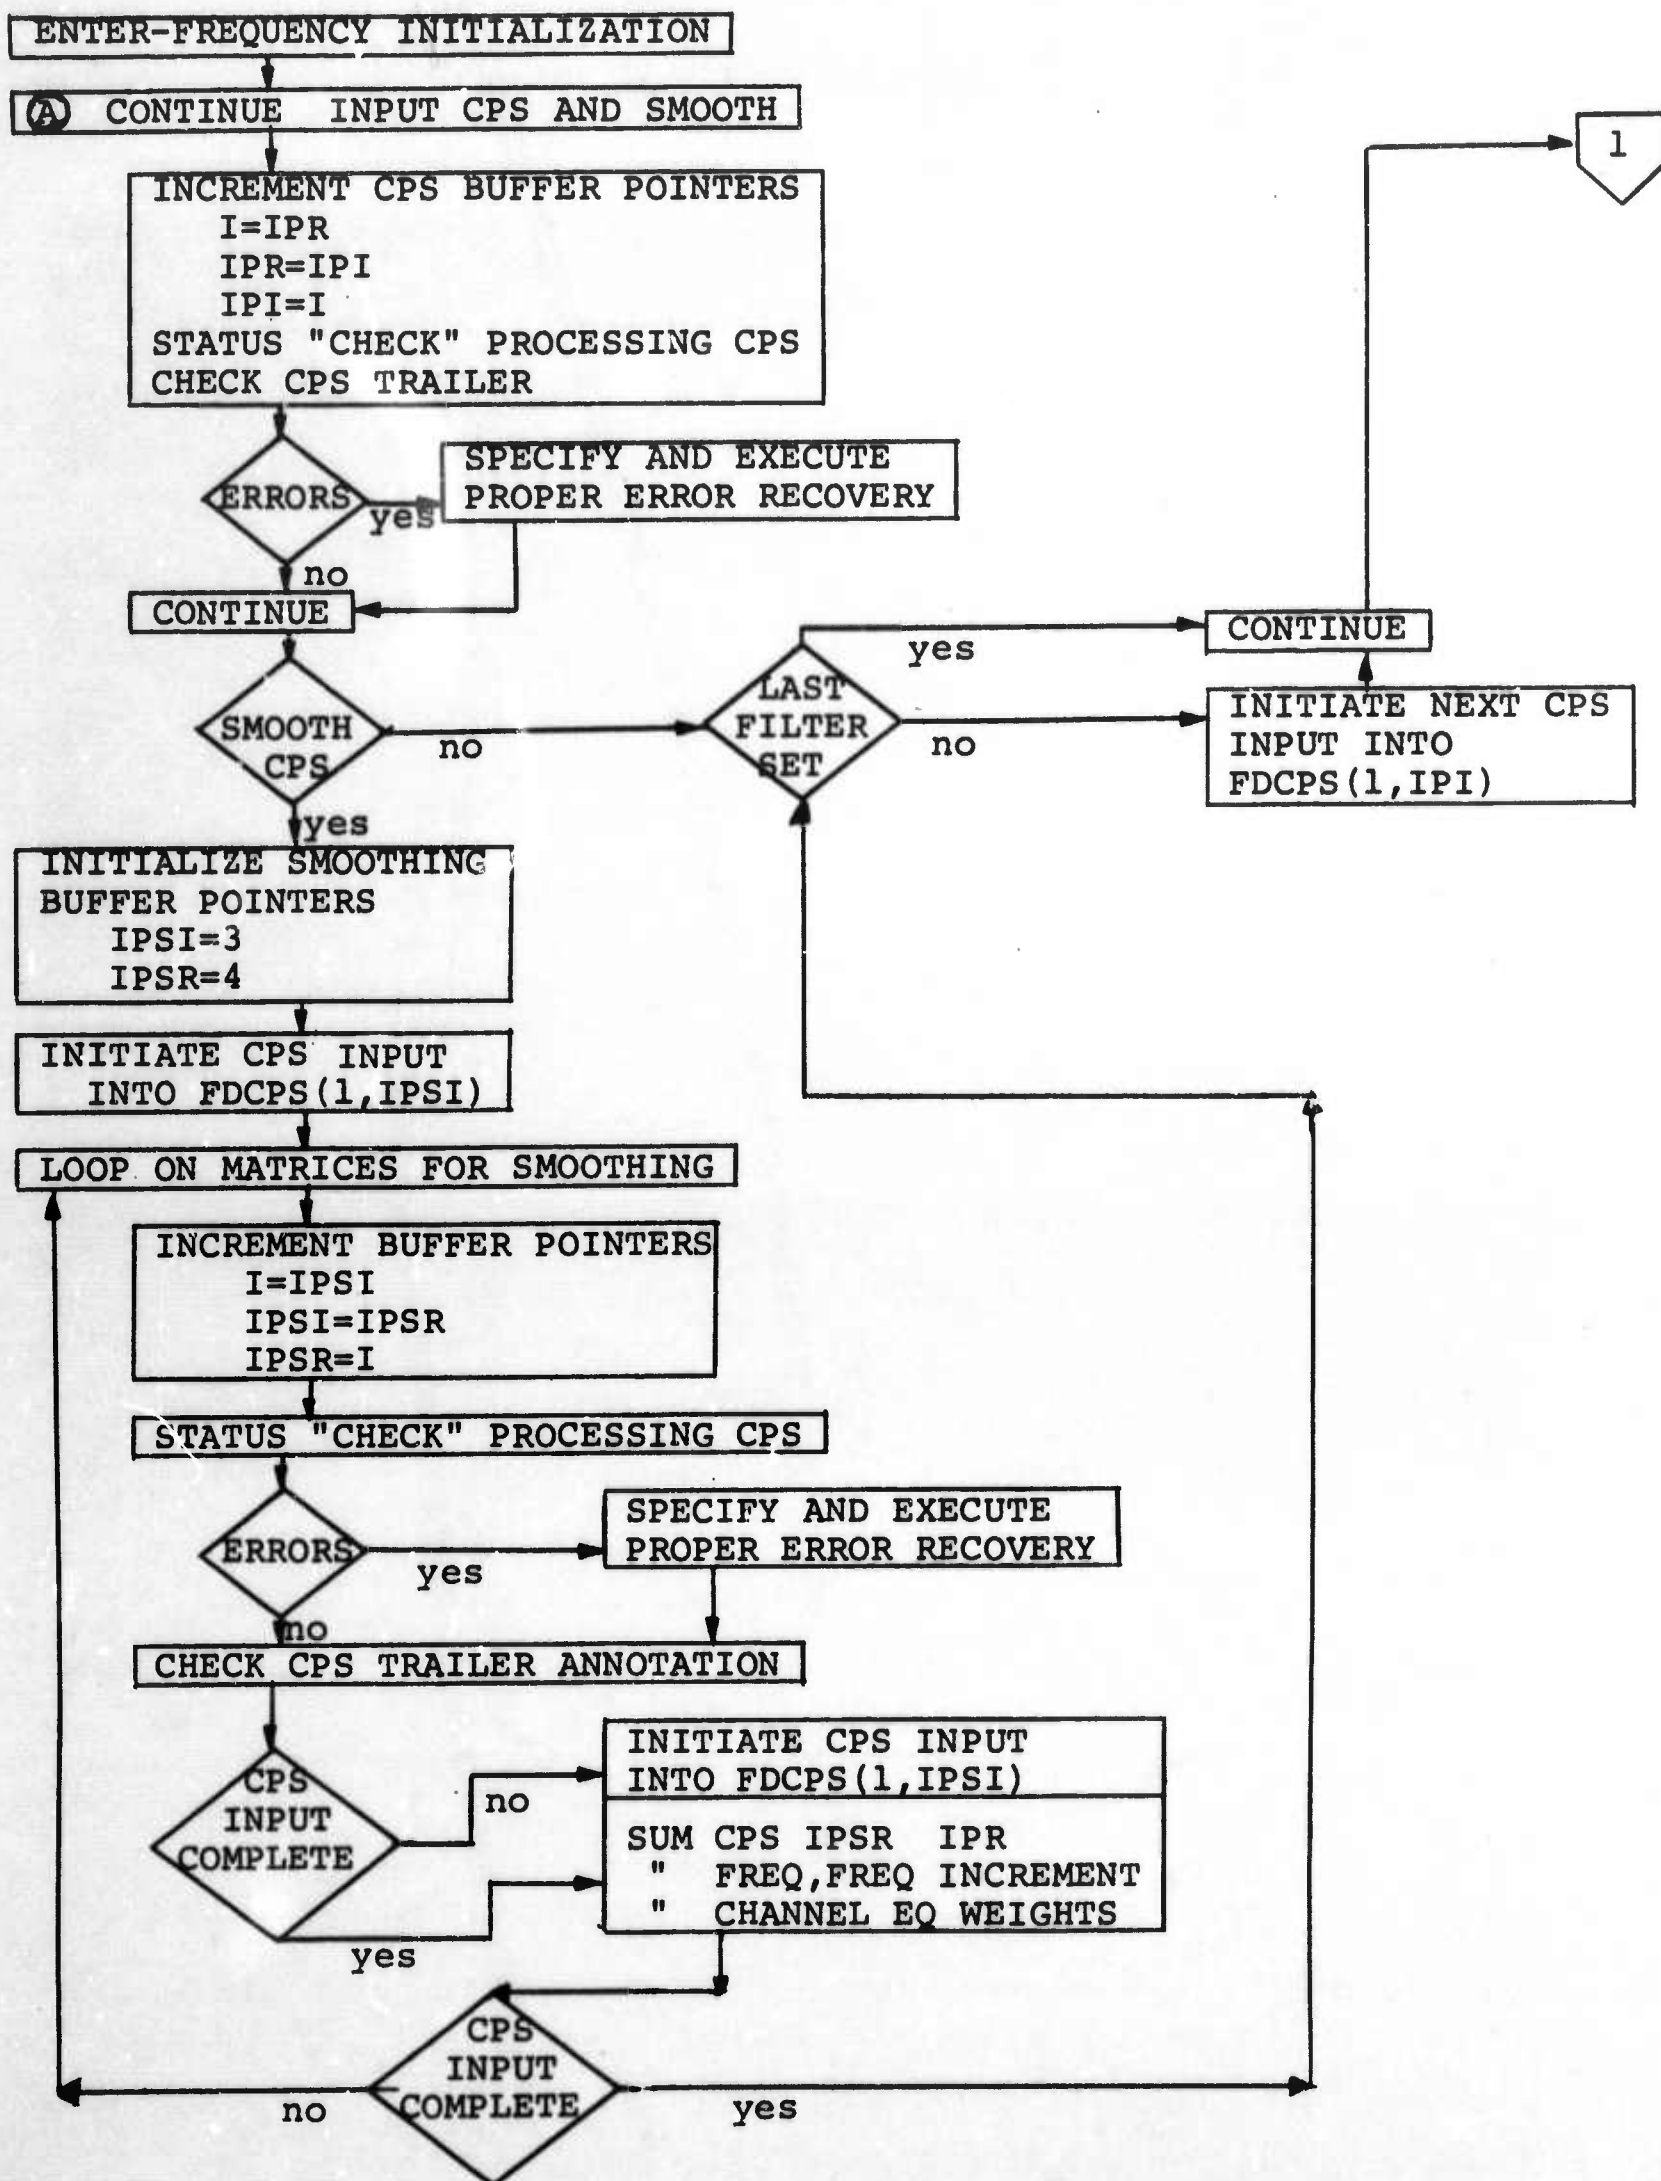 ENTER-FREQUENCY INITIALIZATION
A CONTINUE INPUT CPS AND SMOOTH
1
INCREMENT CPS BUFFER POINTERS
I=IPR
IPR=IPI
IPI=I
STATUS "CHECK" PROCESSING CPS
CHECK CPS TRAILER
ERRORS
yes
SPECIFY AND EXECUTE
PROPER ERROR RECOVERY
no
CONTINUE
SMOOTH
CPS
no
LAST
FILTER
SET
yes
CONTINUE
no
INITIATE NEXT CPS
INPUT INTO
FDCPS(1,IPI)
yes
INITIALIZE SMOOTHING
BUFFER POINTERS
IPSI=3
IPSR=4
INITIATE CPS INPUT
INTO FDCPS(1,IPSI)
LOOP ON MATRICES FOR SMOOTHING
INCREMENT BUFFER POINTERS
I=IPSI
IPSI=IPSR
IPSR=I
STATUS "CHECK" PROCESSING CPS
ERRORS
yes
SPECIFY AND EXECUTE
PROPER ERROR RECOVERY
no
CHECK CPS TRAILER ANNOTATION
CPS
INPUT
COMPLETE
no
INITIATE CPS INPUT
INTO FDCPS(1,IPSI)
yes
SUM CPS IPSR IPR
" FREQ,FREQ INCREMENT
" CHANNEL EQ WEIGHTS
CPS
INPUT
COMPLETE
no
yes